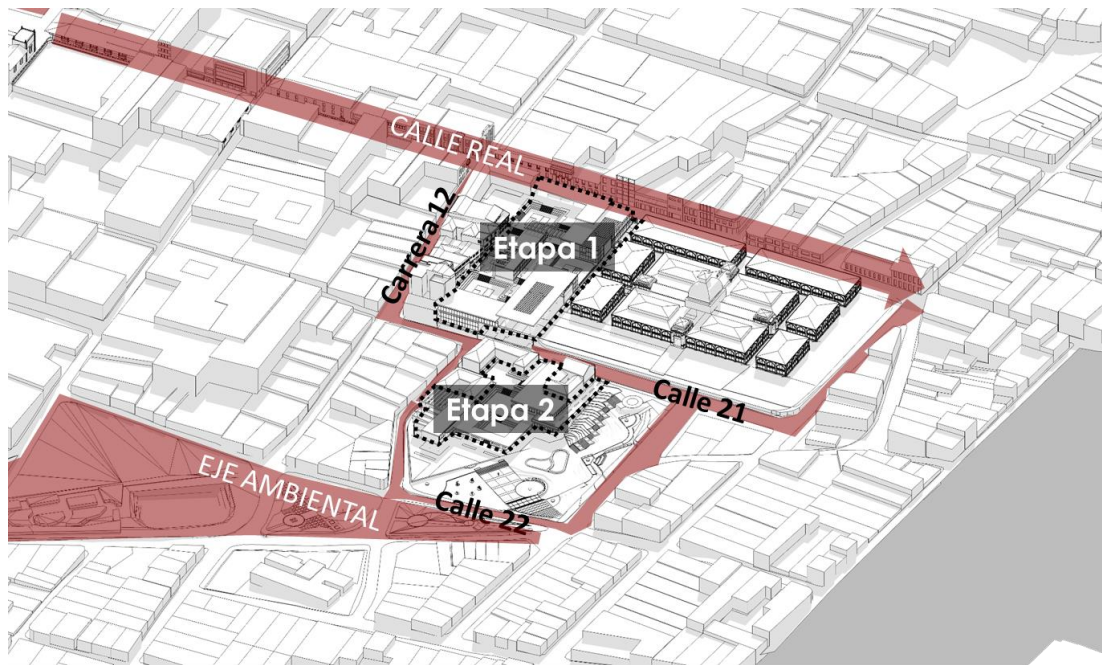 CALLE REAL
Carrera 12
Etapa 1
Calle 21
Etapa 2
EJE AMBIENTAL
Calle 22